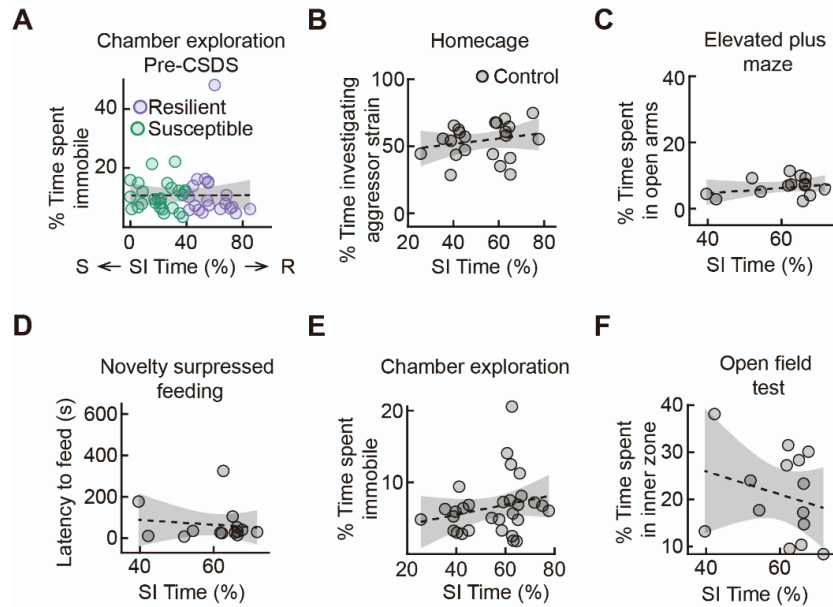 A
Chamber exploration
Pre-CSDS
% Time spent
immobile
40
20
Resilient
Susceptible
0 40 80
S ← SI Time (%) → R
B
Homecage
% Time investigating
aggressor strain
100
50
0
Control
20 40 60 80
SI Time (%)
C
Elevated plus
maze
% Time spent
in open arms
40
20
0
40 60
SI Time (%)
D
Novelty surpressed
feeding
Latency to feed (s)
600
400
200
0
40 60
SI Time (%)
E
Chamber exploration
% Time spent
immobile
20
10
20 40 60 80
SI Time (%)
F
Open field
test
% Time spent
in inner zone
40
30
20
10
40 60
SI Time (%)